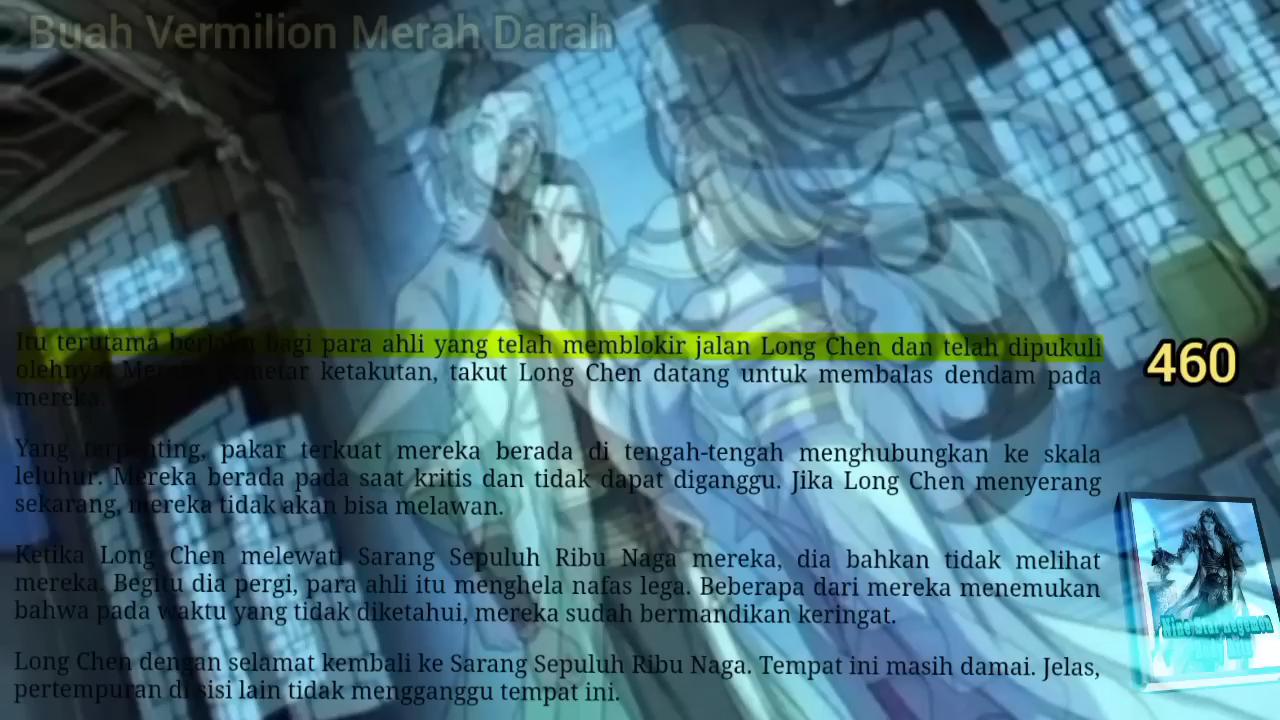 Buah Vermilion Merah Darah
Itu terutama berlaku bagi para ahli yang telah memblokir jalan Long Chen dan telah dipukuli
olehnya. Mereka gemetar ketakutan, takut Long Chen datang untuk membalas dendam pada
mereka.
460
Yang terpenting, pakar terkuat mereka berada di tengah-tengah menghubungkan ke skala
leluhur. Mereka berada pada saat kritis dan tidak dapat diganggu. Jika Long Chen menyerang
sekarang, mereka tidak akan bisa melawan.
Ketika Long Chen melewati Sarang Sepuluh Ribu Naga mereka, dia bahkan tidak melihat
mereka. Begitu dia pergi, para ahli itu menghela nafas lega. Beberapa dari mereka menemukan
bahwa pada waktu yang tidak diketahui, mereka sudah bermandikan keringat.
Long Chen dengan selamat kembali ke Sarang Sepuluh Ribu Naga. Tempat ini masih damai. Jelas,
pertempuran di sisi lain tidak mengganggu tempat ini.